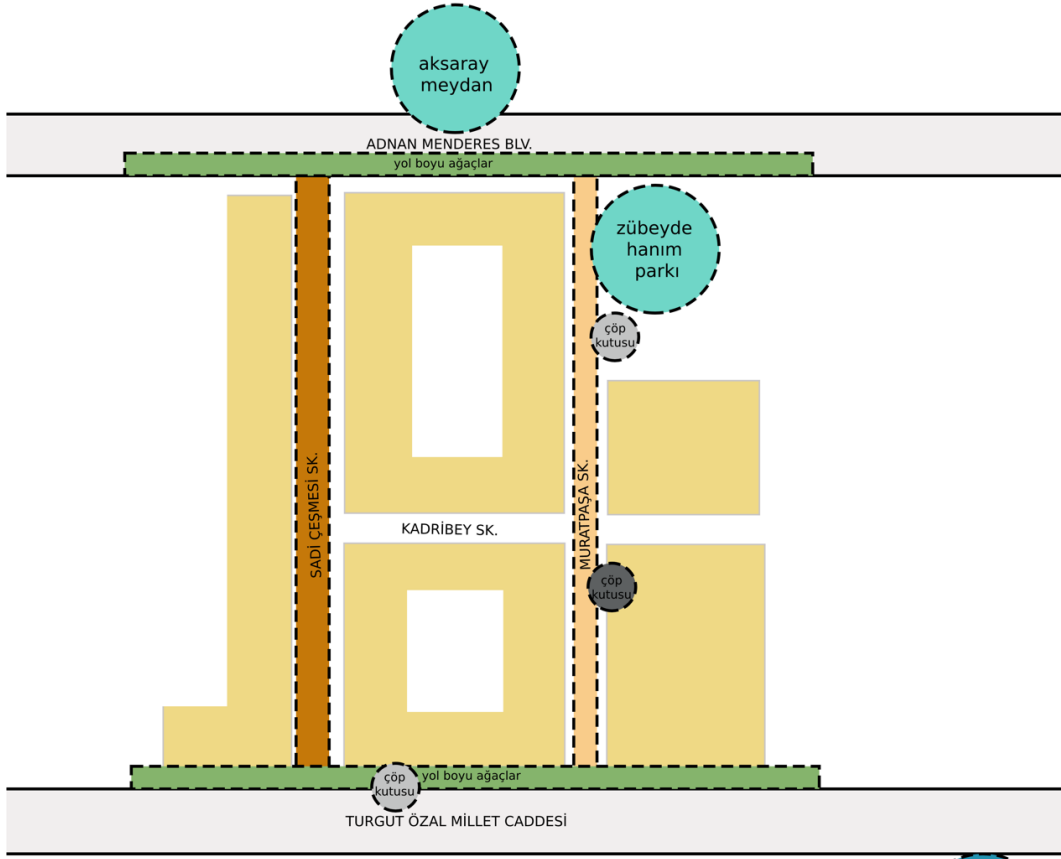 aksaray
meydan
ADNAN MENDERES BLV.
yol boyu ağaçlar
zübeyde
hanım
parkı
çöp
kutusu
SADİ ÇEŞMESİ SK.
KADRİBEY SK.
MURATPAŞA SK.
çöp
kutusu
çöp
kutusu
yol boyu ağaçlar
TURGUT ÖZAL MİLLET CADDESİ